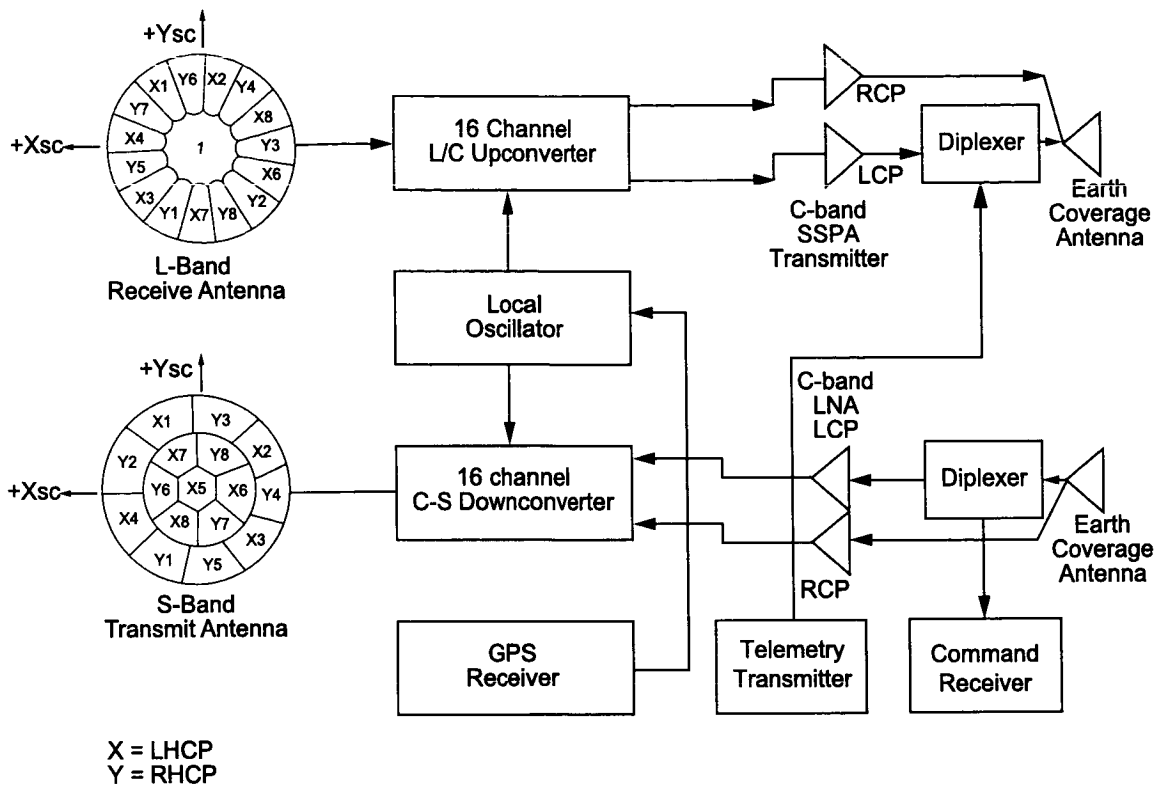 +Ysc
X1 Y6 X2 Y4
Y7 X8
+Xsc X4 1 Y3
Y5 X6
X3 Y1 X7 Y8 Y2
L-Band
Receive Antenna
16 Channel
L/C Upconverter
RCP
LCP
C-band
SSPA
Transmitter
Diplexer
Earth
Coverage
Antenna
Local
Oscillator
+Ysc
X1 Y3
Y2 X7 Y8 X2
+Xsc Y6 X5 X6 Y4
X4 X8 Y7 X3
Y1 Y5
S-Band
Transmit Antenna
16 channel
C-S Downconverter
C-band
LNA
LCP
RCP
Diplexer
Earth
Coverage
Antenna
GPS
Receiver
Telemetry
Transmitter
Command
Receiver
X = LHCP
Y = RHCP